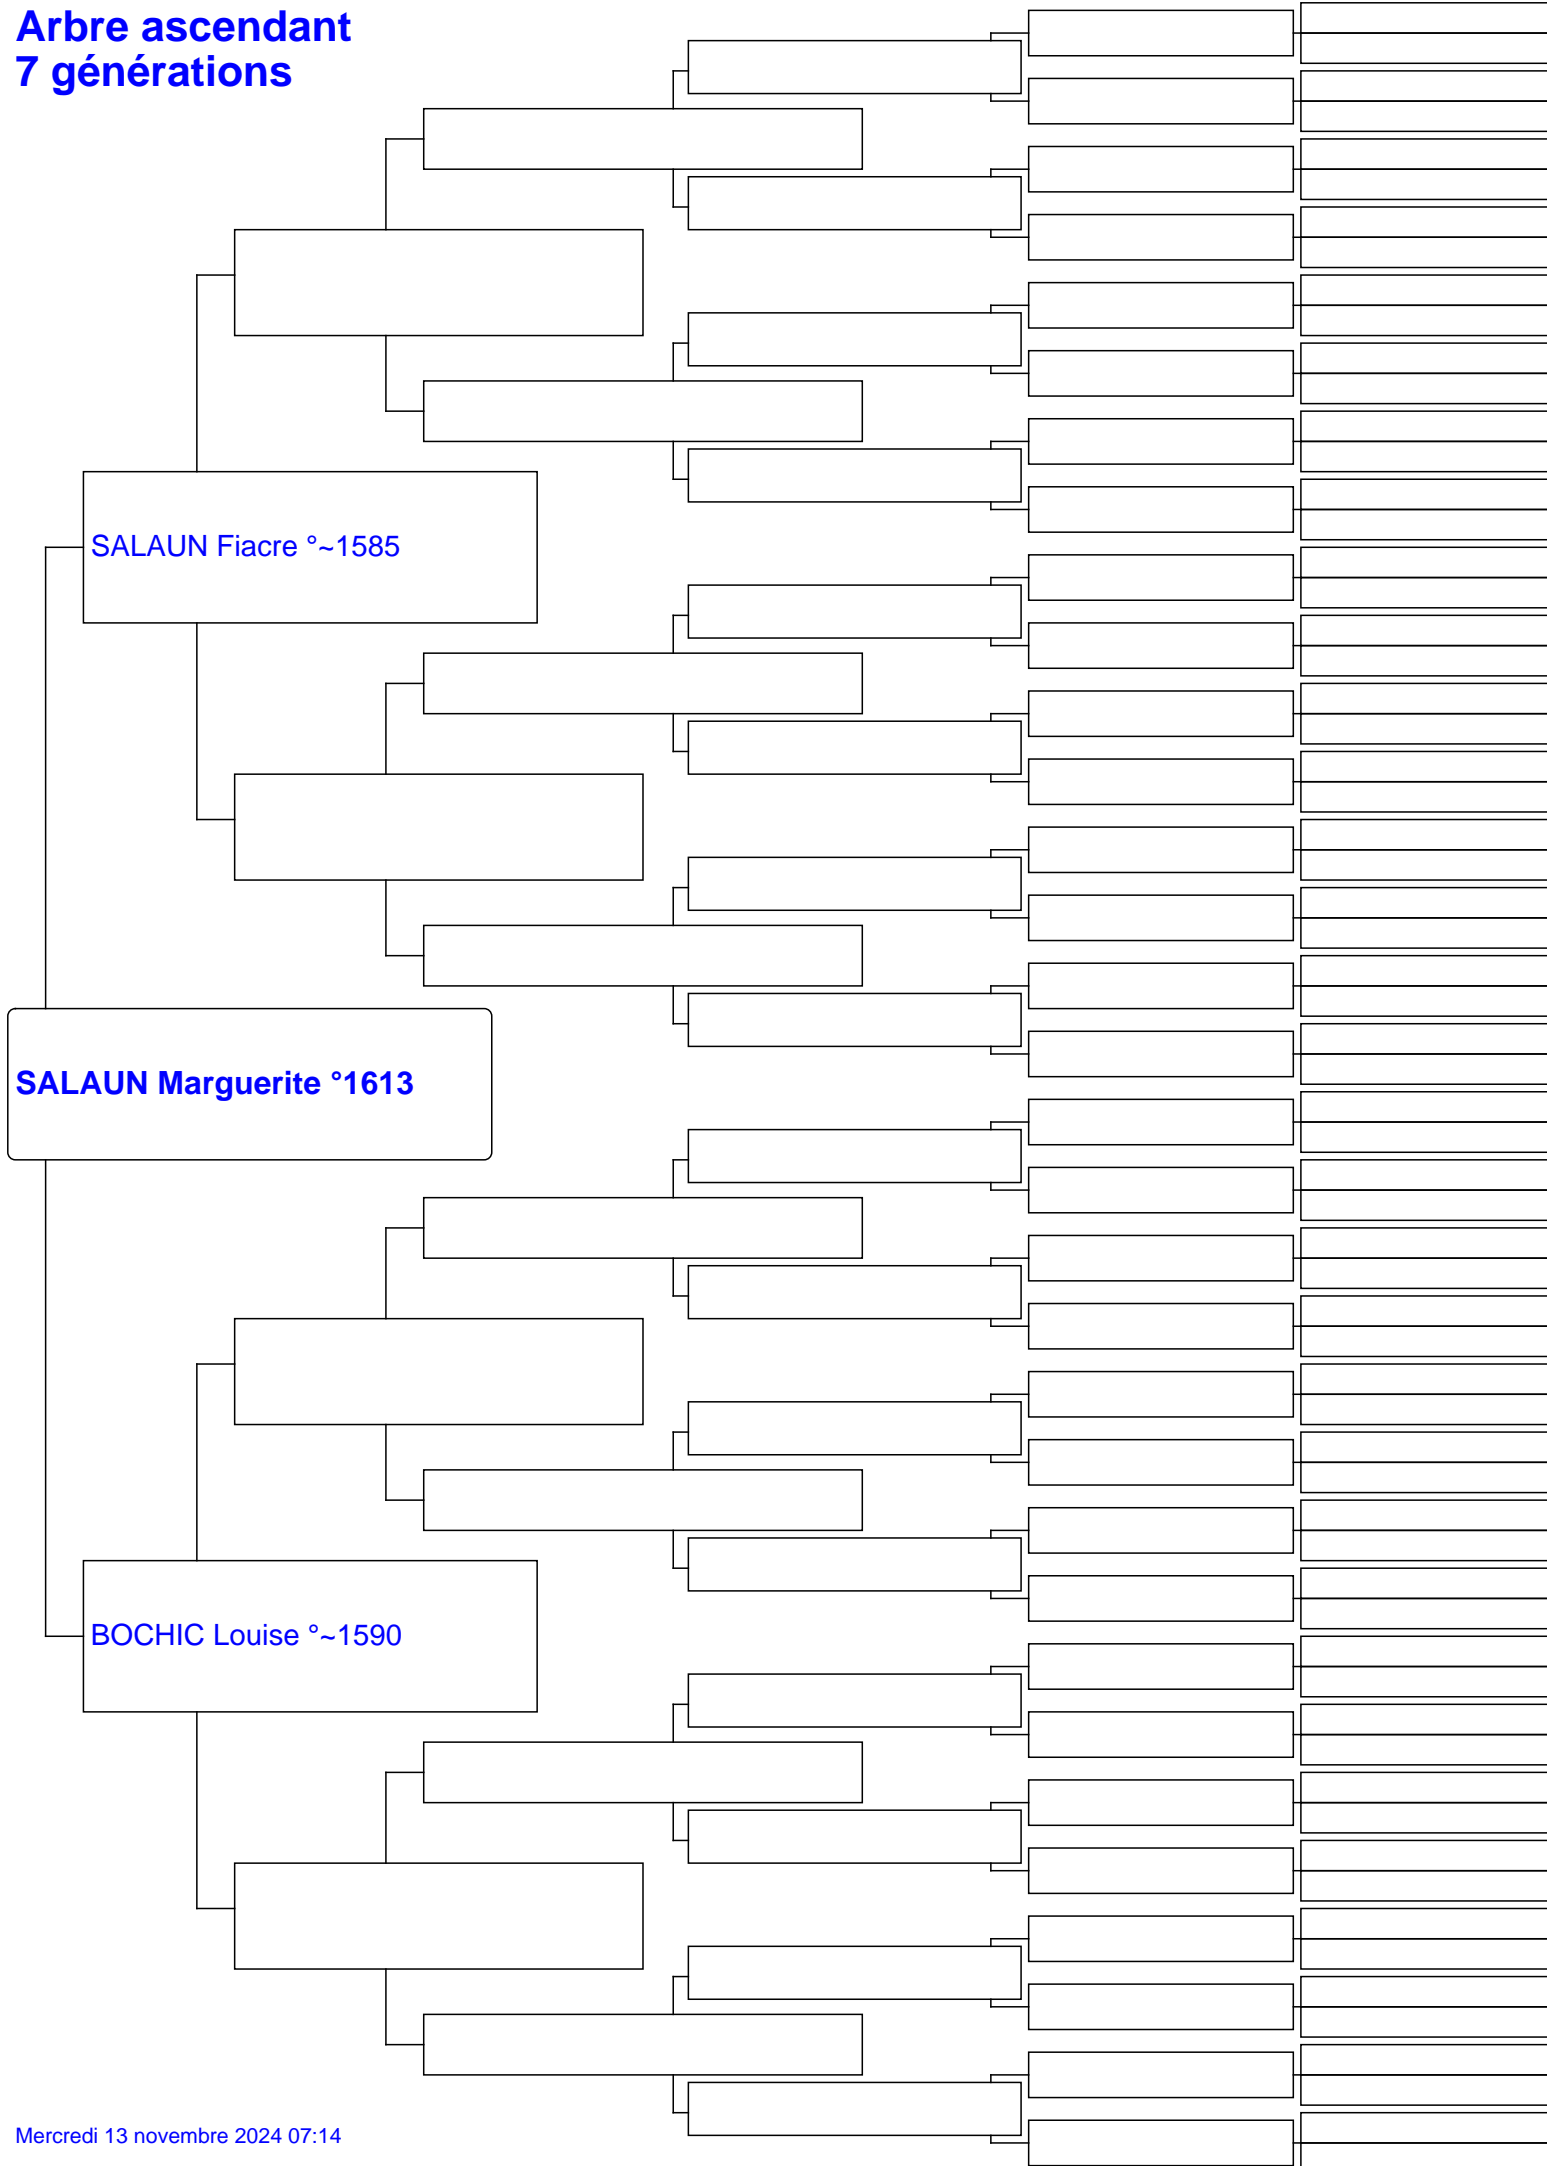 Arbre ascendant
7 générations
SALAUN Fiacre °~1585
SALAUN Marguerite °1613
BOCHIC Louise °~1590
Mercredi 13 novembre 2024 07:14